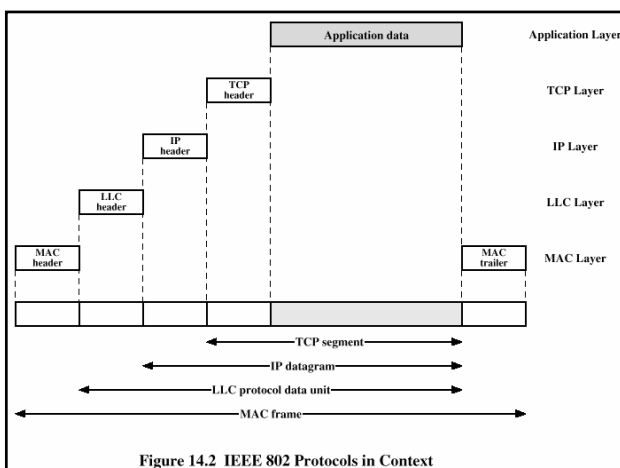 Application data
Application Layer
TCP
header
TCP Layer
IP
header
IP Layer
LLC
header
LLC Layer
MAC
header
MAC
trailer
MAC Layer
TCP segment
IP datagram
LLC protocol data unit
MAC frame
Figure 14.2 IEEE 802 Protocols in Context